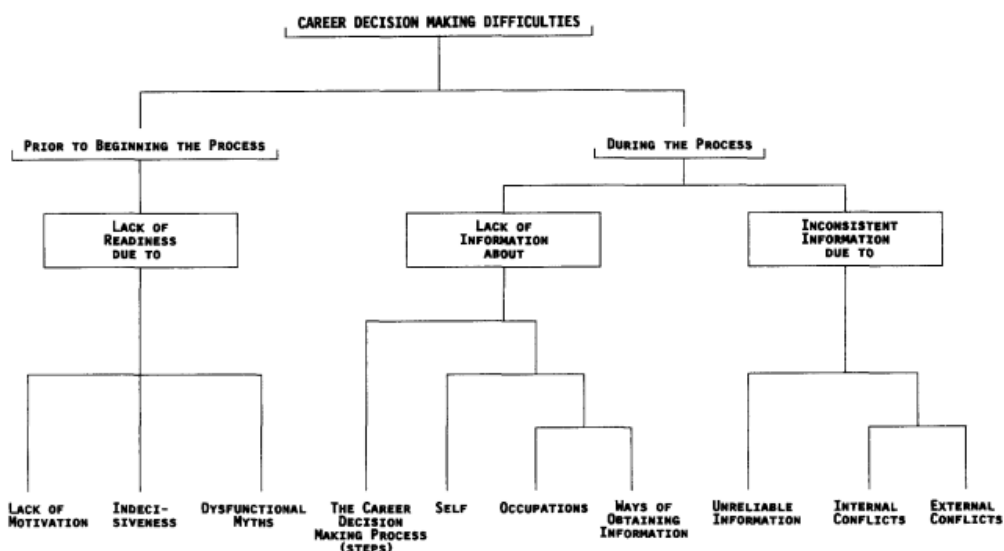 CAREER DECISION MAKING DIFFICULTIES
PRIOR TO BEGINNING THE PROCESS
DURING THE PROCESS
LACK OF
READINESS
DUE TO
LACK OF
INFORMATION
ABOUT
INCONSISTENT
INFORMATION
DUE TO
LACK OF
MOTIVATION
INDECI-
SIVENESS
DYSFUNCTIONAL
MYTHS
THE CAREER
DECISION
MAKING PROCESS
(STEPS)
SELF
OCCUPATIONS
WAYS OF
OBTAINING
INFORMATION
UNRELIABLE
INFORMATION
INTERNAL
CONFLICTS
EXTERNAL
CONFLICTS